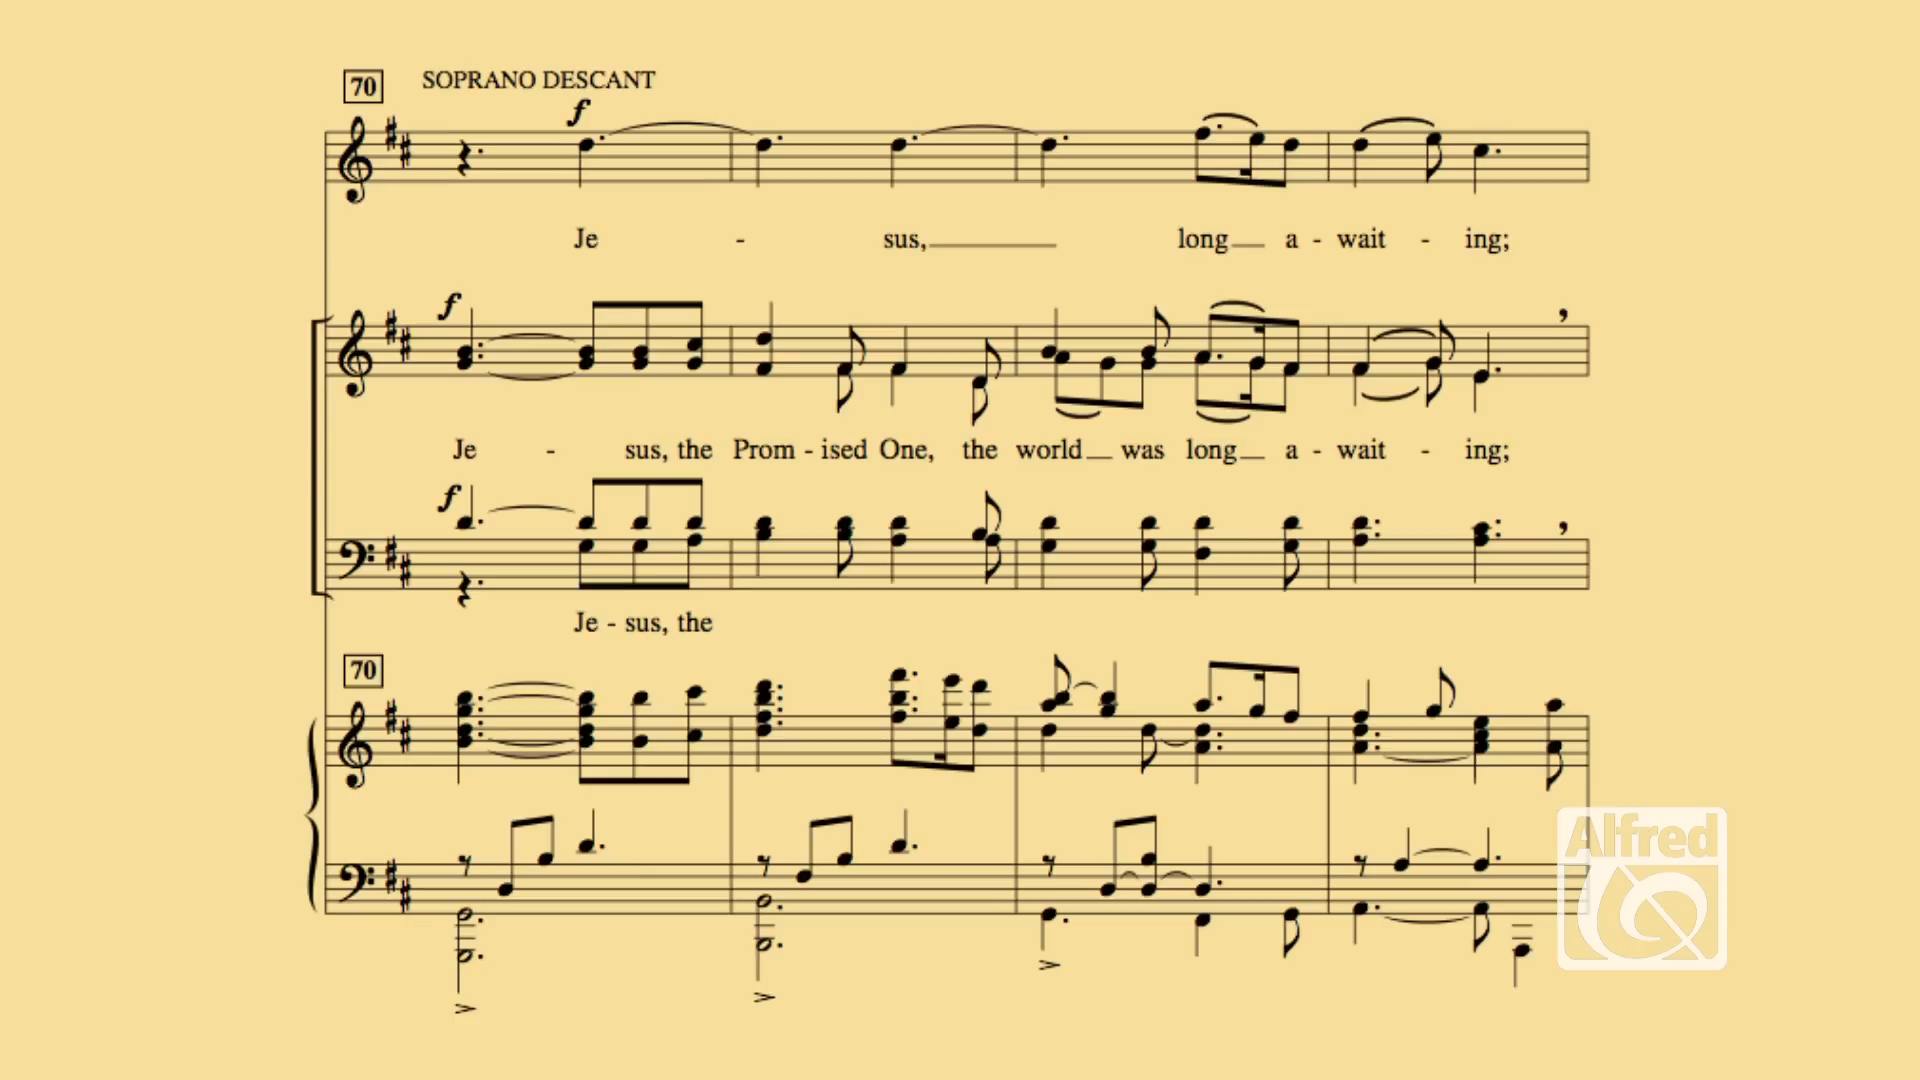 70 SOPRANO DESCANT
f
Je - sus, long a - wait - ing;
f
Je - sus, the Prom - ised One, the world was long a - wait - ing;
f
Je - sus, the
70
Alfred